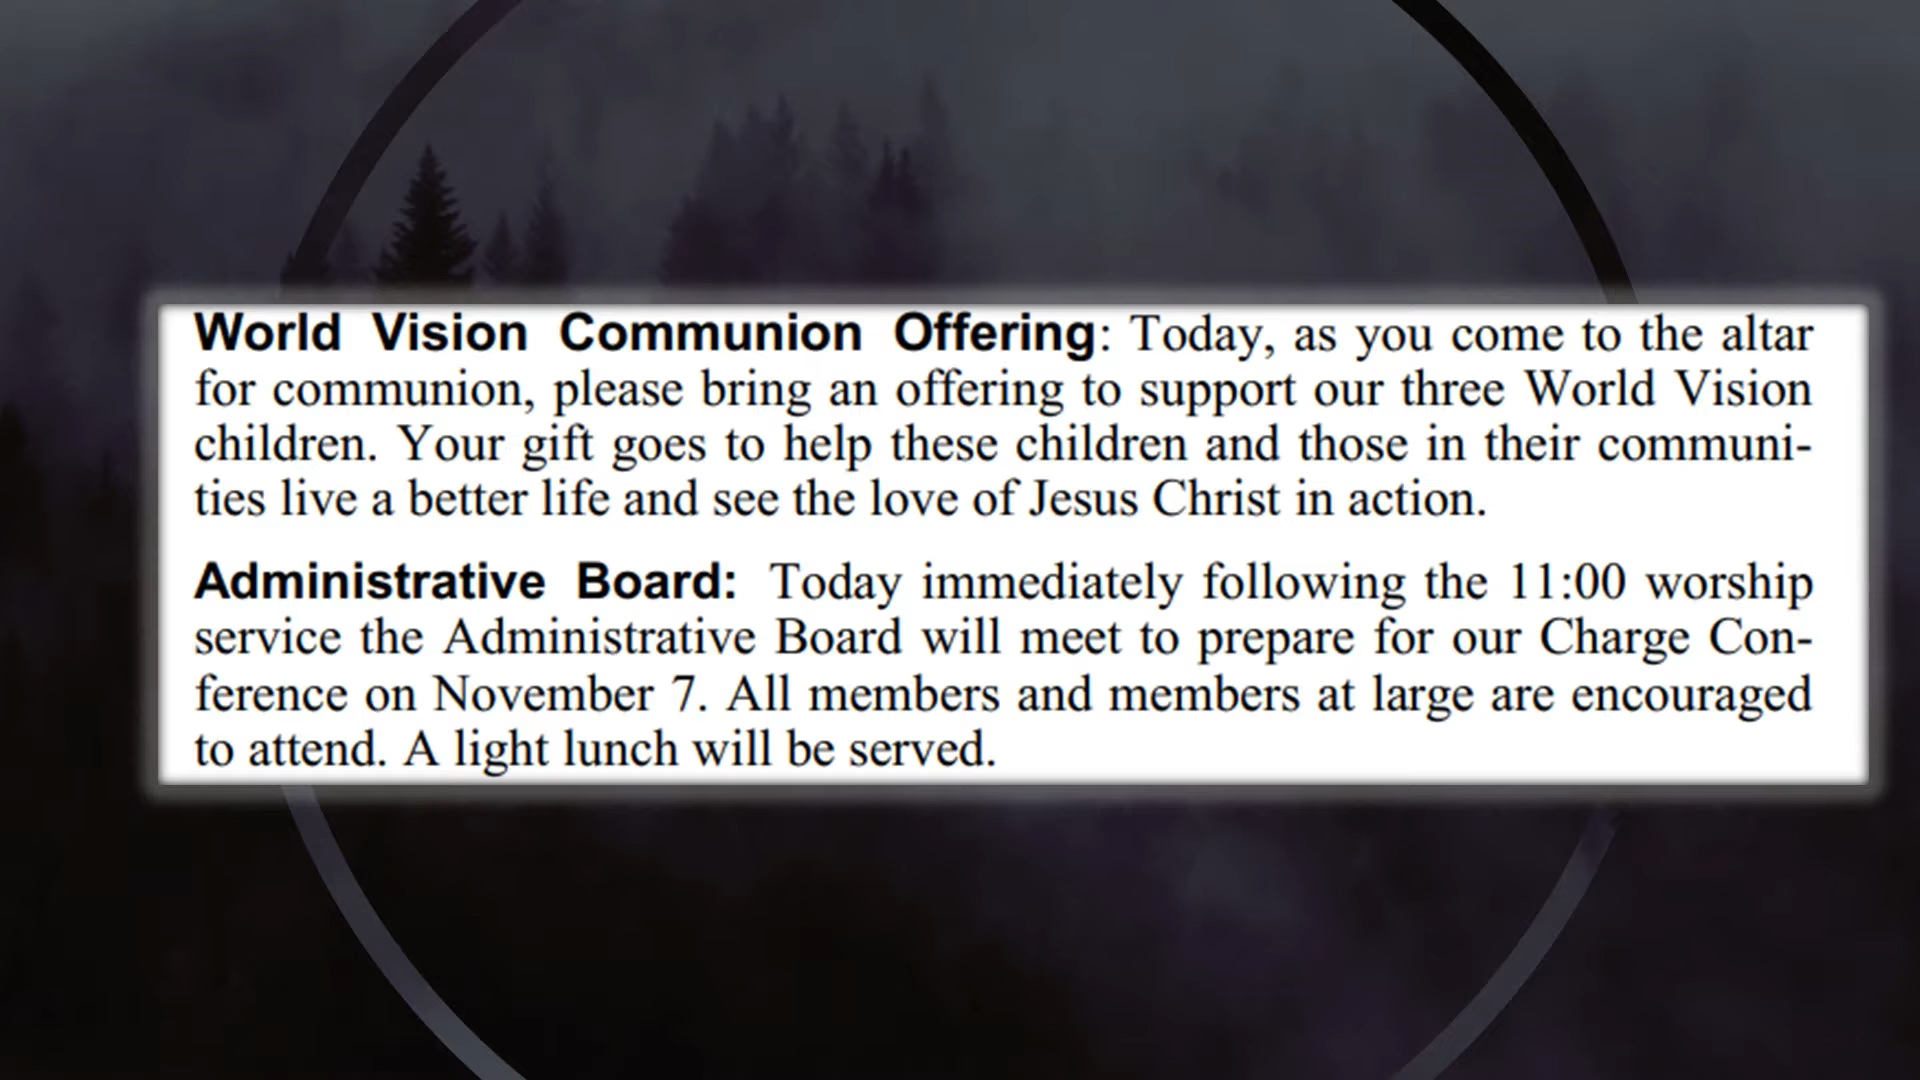 World Vision Communion Offering: Today, as you come to the altar
for communion, please bring an offering to support our three World Vision
children. Your gift goes to help these children and those in their communi-
ties live a better life and see the love of Jesus Christ in action.
Administrative Board: Today immediately following the 11:00 worship
service the Administrative Board will meet to prepare for our Charge Con-
ference on November 7. All members and members at large are encouraged
to attend. A light lunch will be served.